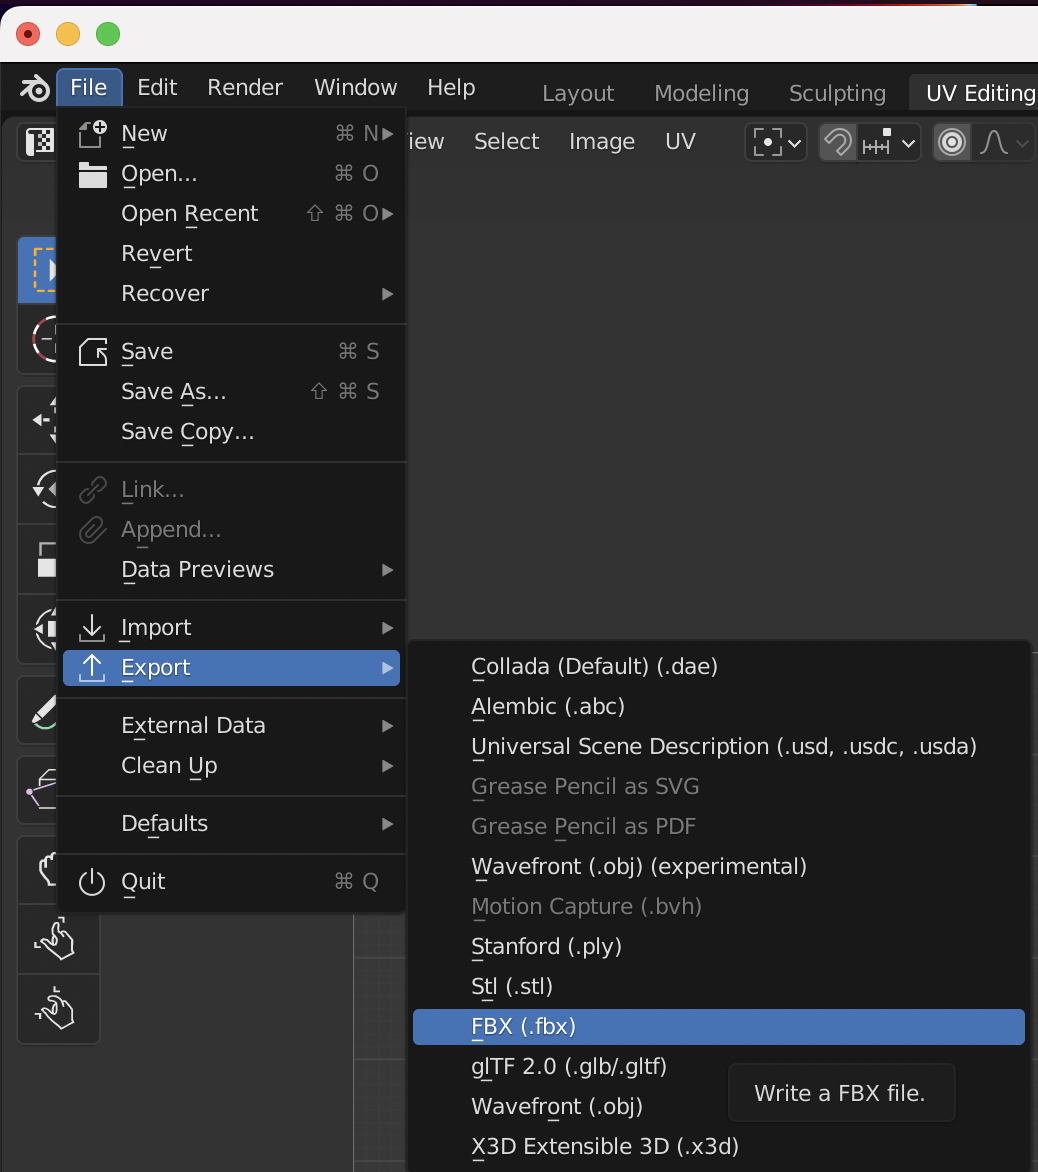 File Edit Render Window Help Layout Modeling Sculpting UV Editing
iew Select Image UV
New ⌘ N
Open... ⌘ O
Open Recent ⇧ ⌘ O
Revert
Recover
Save ⌘ S
Save As... ⇧ ⌘ S
Save Copy...
Link...
Append...
Data Previews
Import
Export
External Data
Clean Up
Defaults
Quit ⌘ Q
Collada (Default) (.dae)
Alembic (.abc)
Universal Scene Description (.usd, .usdc, .usda)
Grease Pencil as SVG
Grease Pencil as PDF
Wavefront (.obj) (experimental)
Motion Capture (.bvh)
Stanford (.ply)
Stl (.stl)
FBX (.fbx)
glTF 2.0 (.glb/.gltf)
Write a FBX file.
Wavefront (.obj)
X3D Extensible 3D (.x3d)